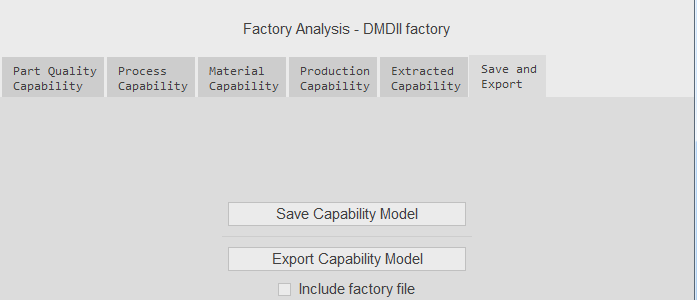 Factory Analysis - DMDII factory
Part Quality
Capability
Process
Capability
Material
Capability
Production
Capability
Extracted
Capability
Save and
Export
Save Capability Model
Export Capability Model
Include factory file